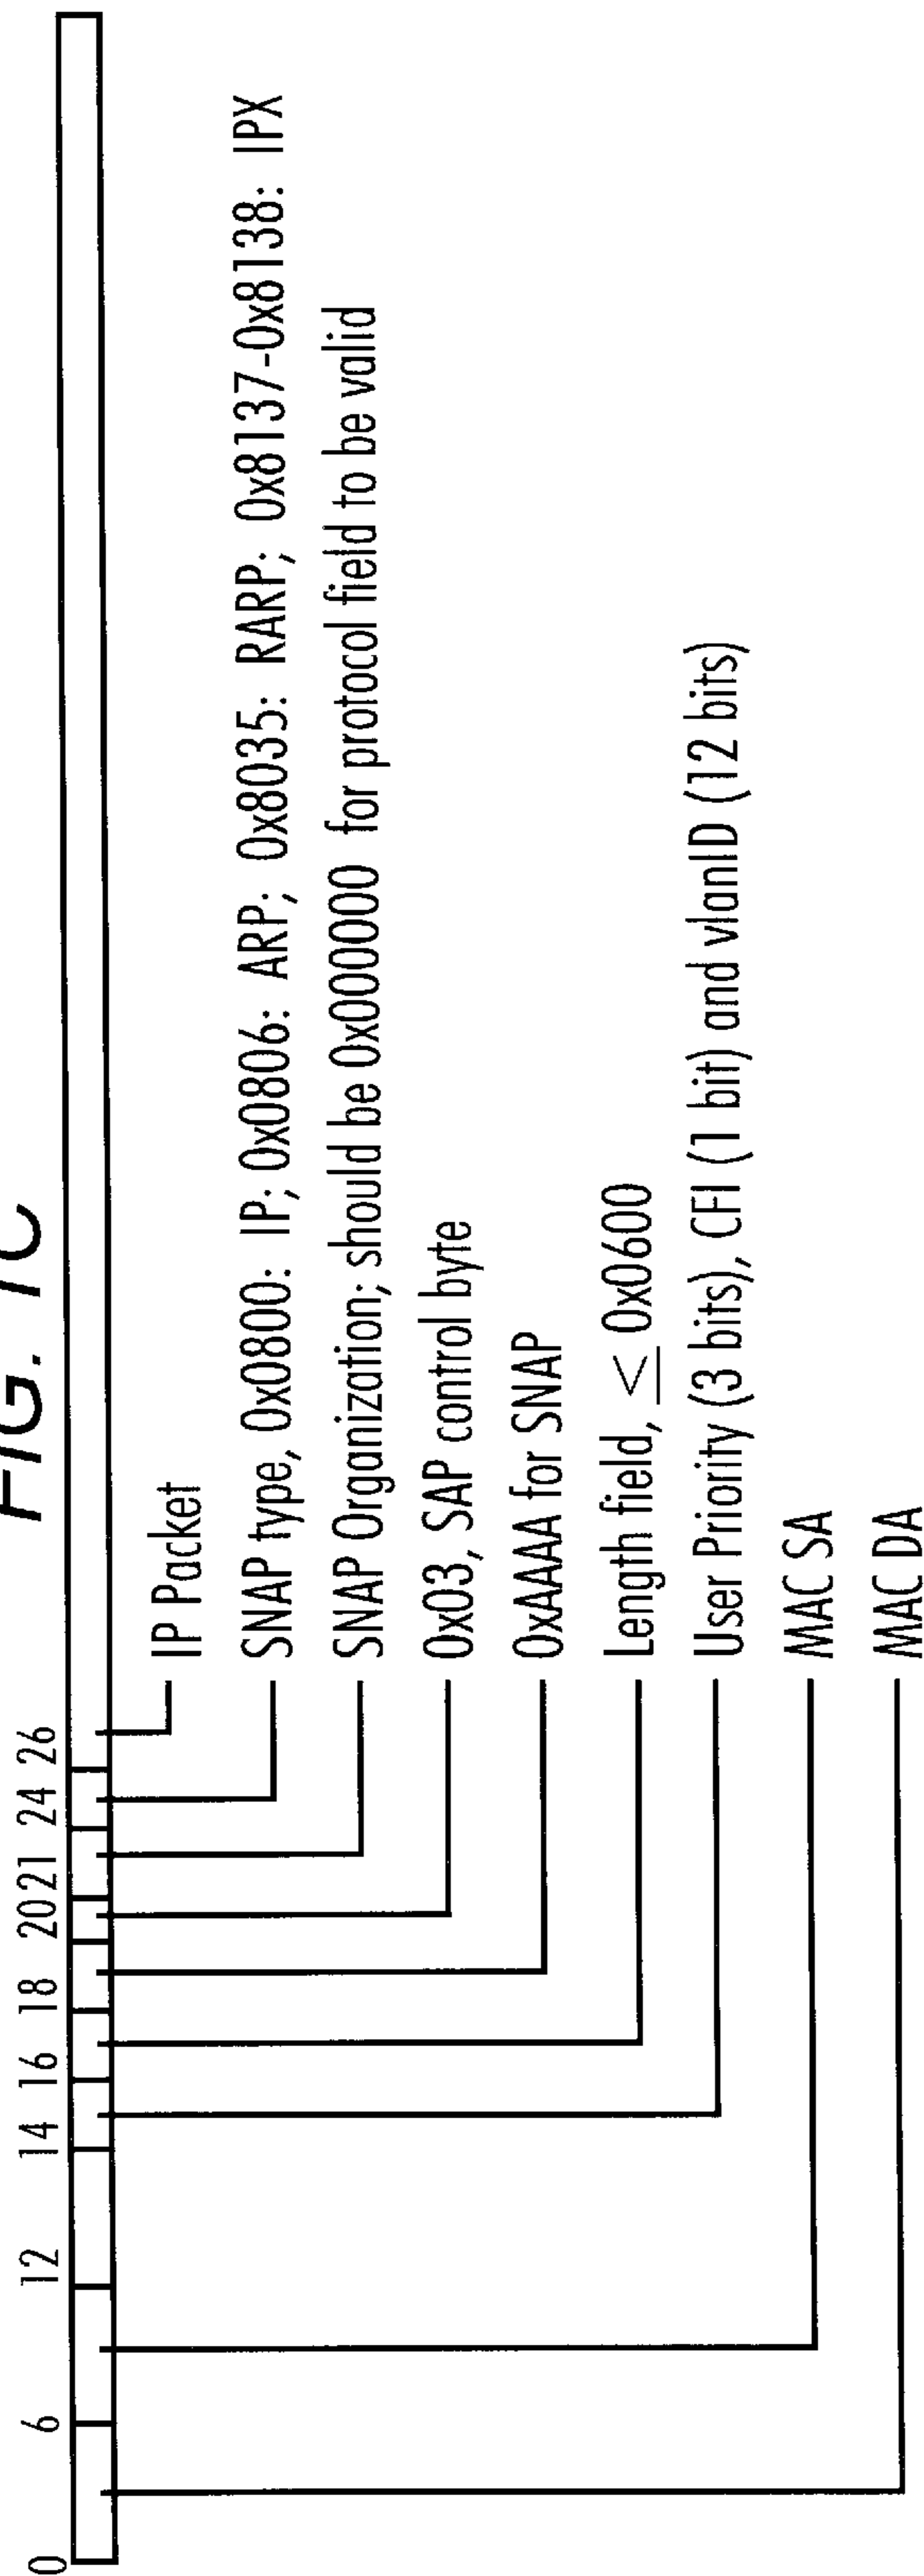 FIG. 1C
0 6 12 14 16 18 20 21 24 26
IP Packet
SNAP type, 0x0800: IP; 0x0806: ARP; 0x8035: RARP; 0x8137-0x8138: IPX
SNAP Organization; should be 0x000000 for protocol field to be valid
0x03, SAP control byte
0xAAAA for SNAP
Length field, ≤ 0x0600
User Priority (3 bits), CFI (1 bit) and vlanID (12 bits)
MAC SA
MAC DA